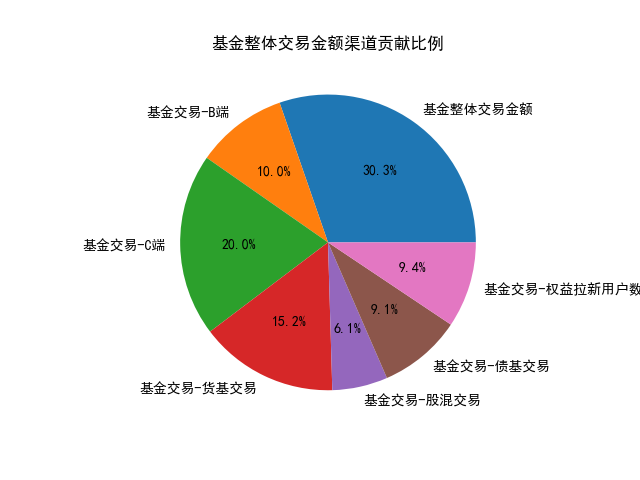 基金整体交易金额渠道贡献比例
基金整体交易金额
30.3%
基金交易-B端
10.0%
基金交易-C端
20.0%
基金交易-货基交易
15.2%
基金交易-股混交易
6.1%
基金交易-债基交易
9.1%
基金交易-权益拉新用户数
9.4%